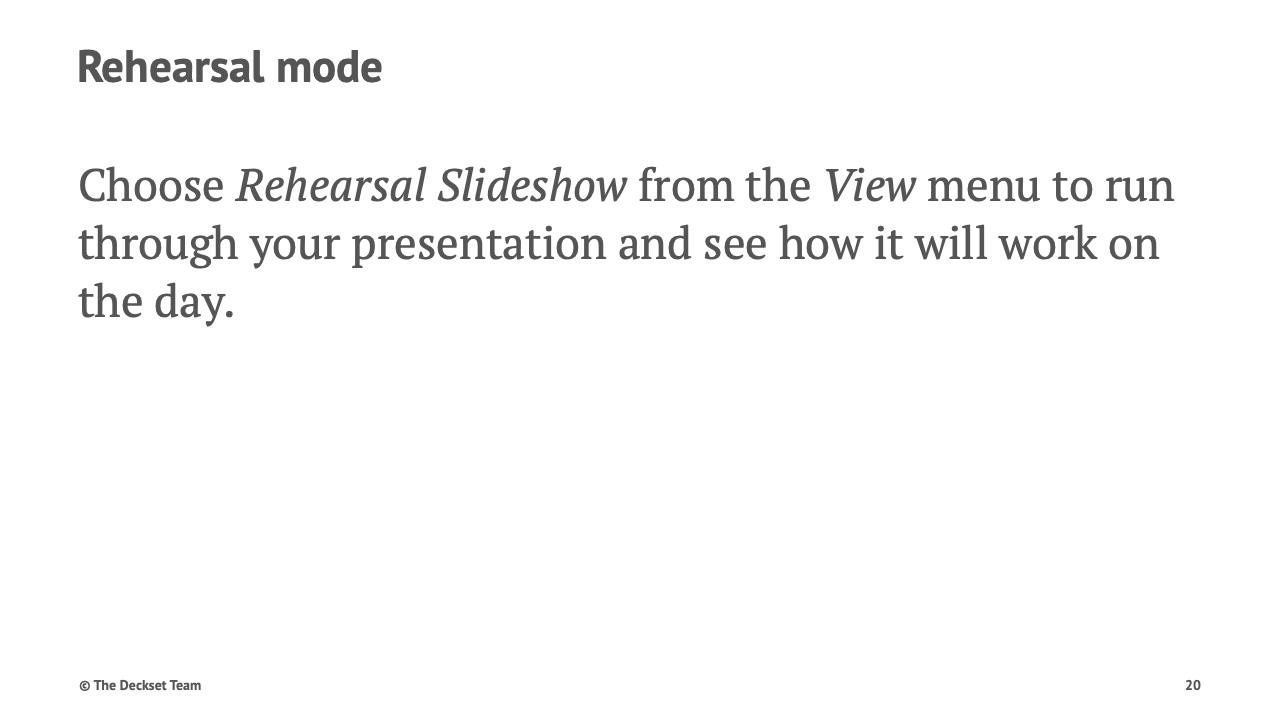 Rehearsal mode
Choose Rehearsal Slideshow from the View menu to run
through your presentation and see how it will work on
the day.
© The Deckset Team
20